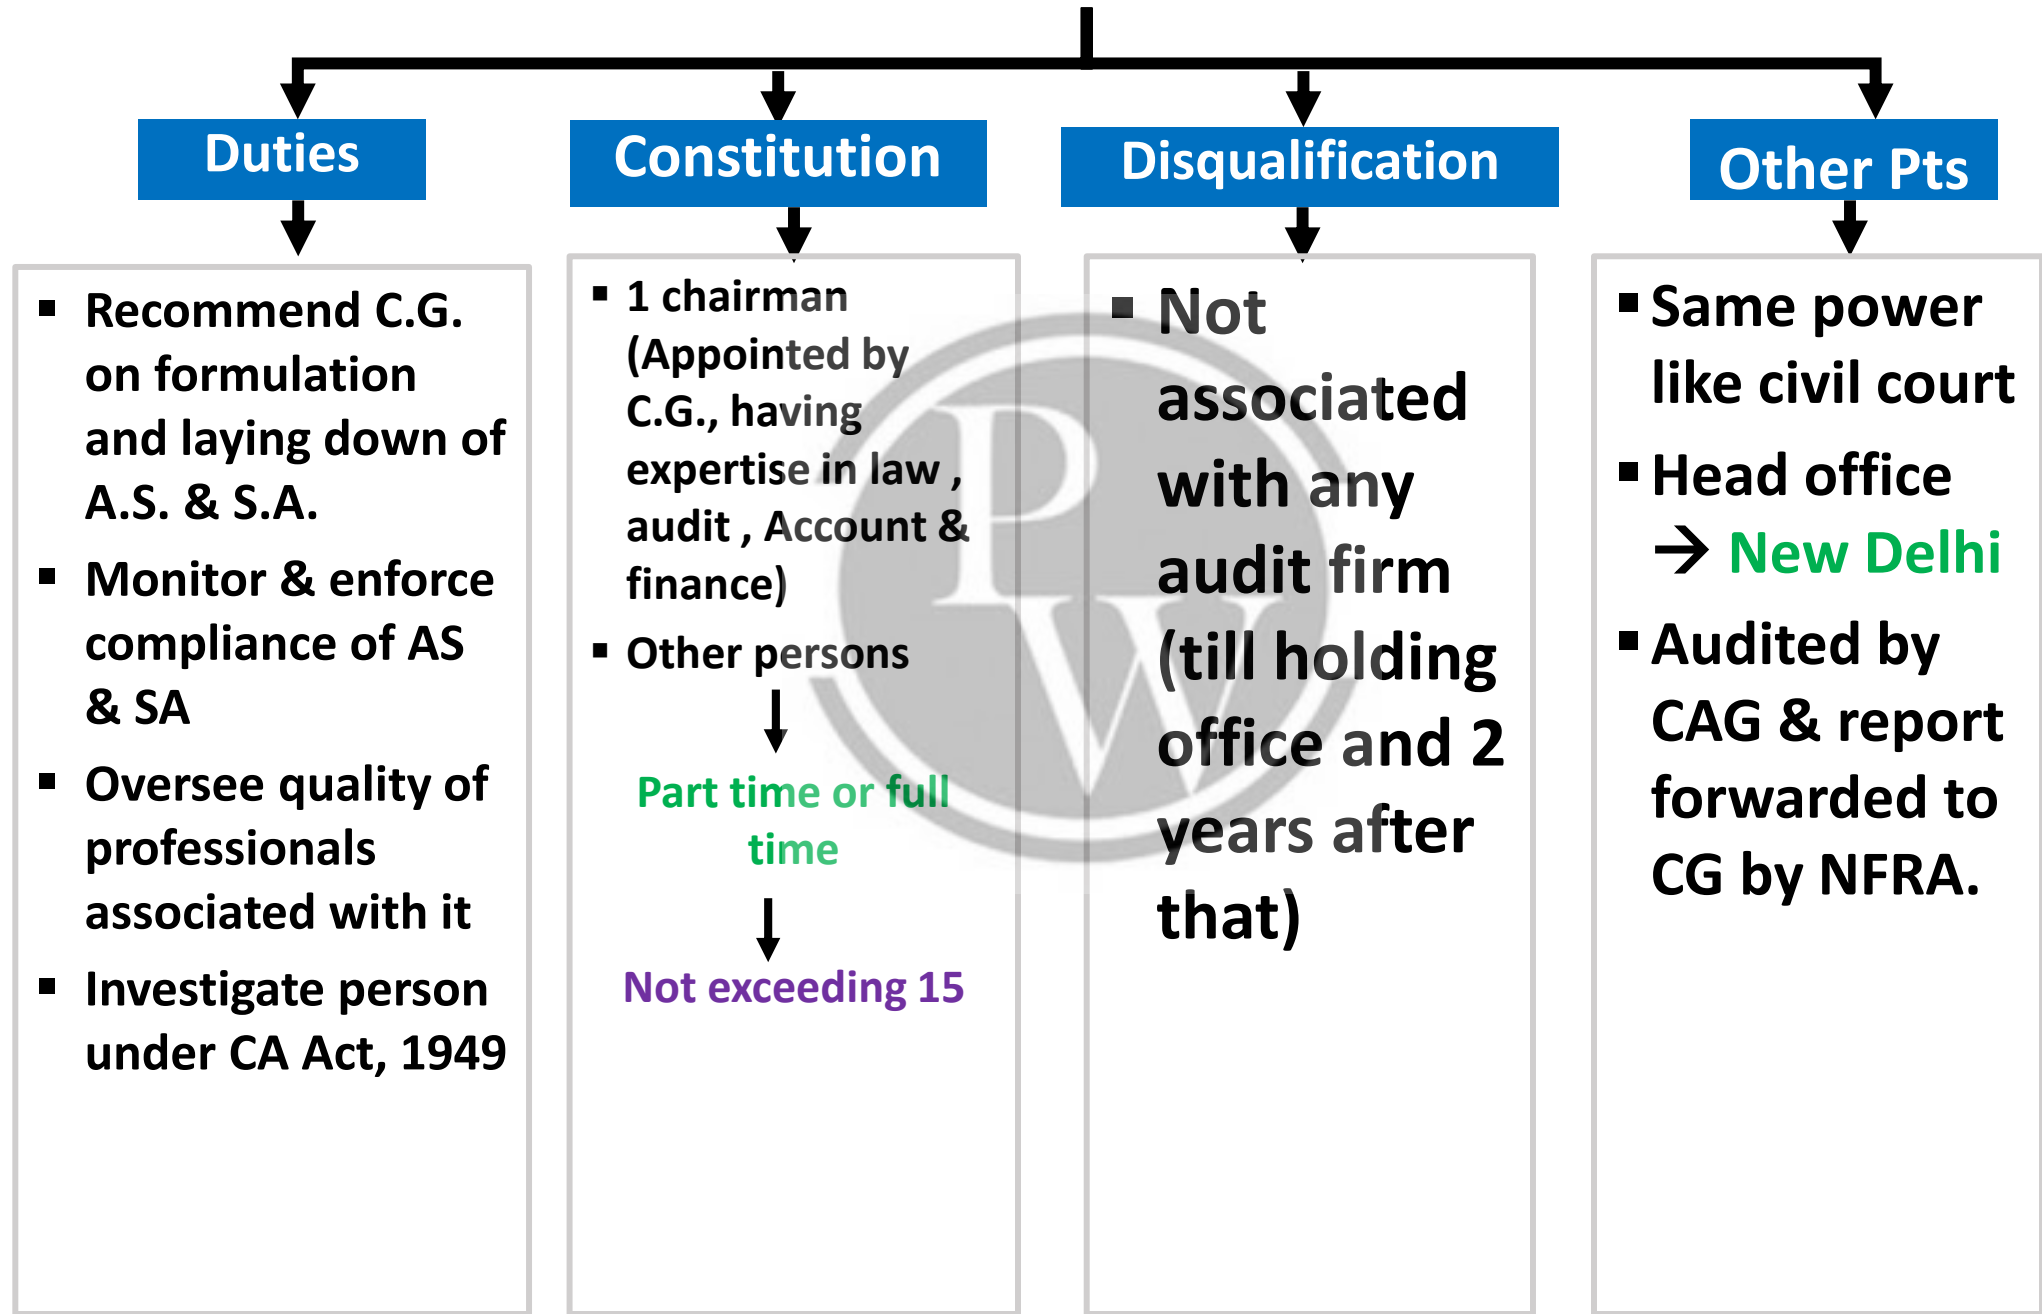 Duties
▪ Recommend C.G.
on formulation
and laying down of
A.S. & S.A.
▪ Monitor & enforce
compliance of AS
& SA
▪ Oversee quality of
professionals
associated with it
▪ Investigate person
under CA Act, 1949
Constitution
▪ 1 chairman
(Appointed by
C.G., having
expertise in law ,
audit , Account &
finance)
▪ Other persons
Part time or full
time
Not exceeding 15
Disqualification
▪ Not
associated
with any
audit firm
(till holding
office and 2
years after
that)
Other Pts
▪ Same power
like civil court
▪ Head office
→ New Delhi
▪ Audited by
CAG & report
forwarded to
CG by NFRA.
P
W